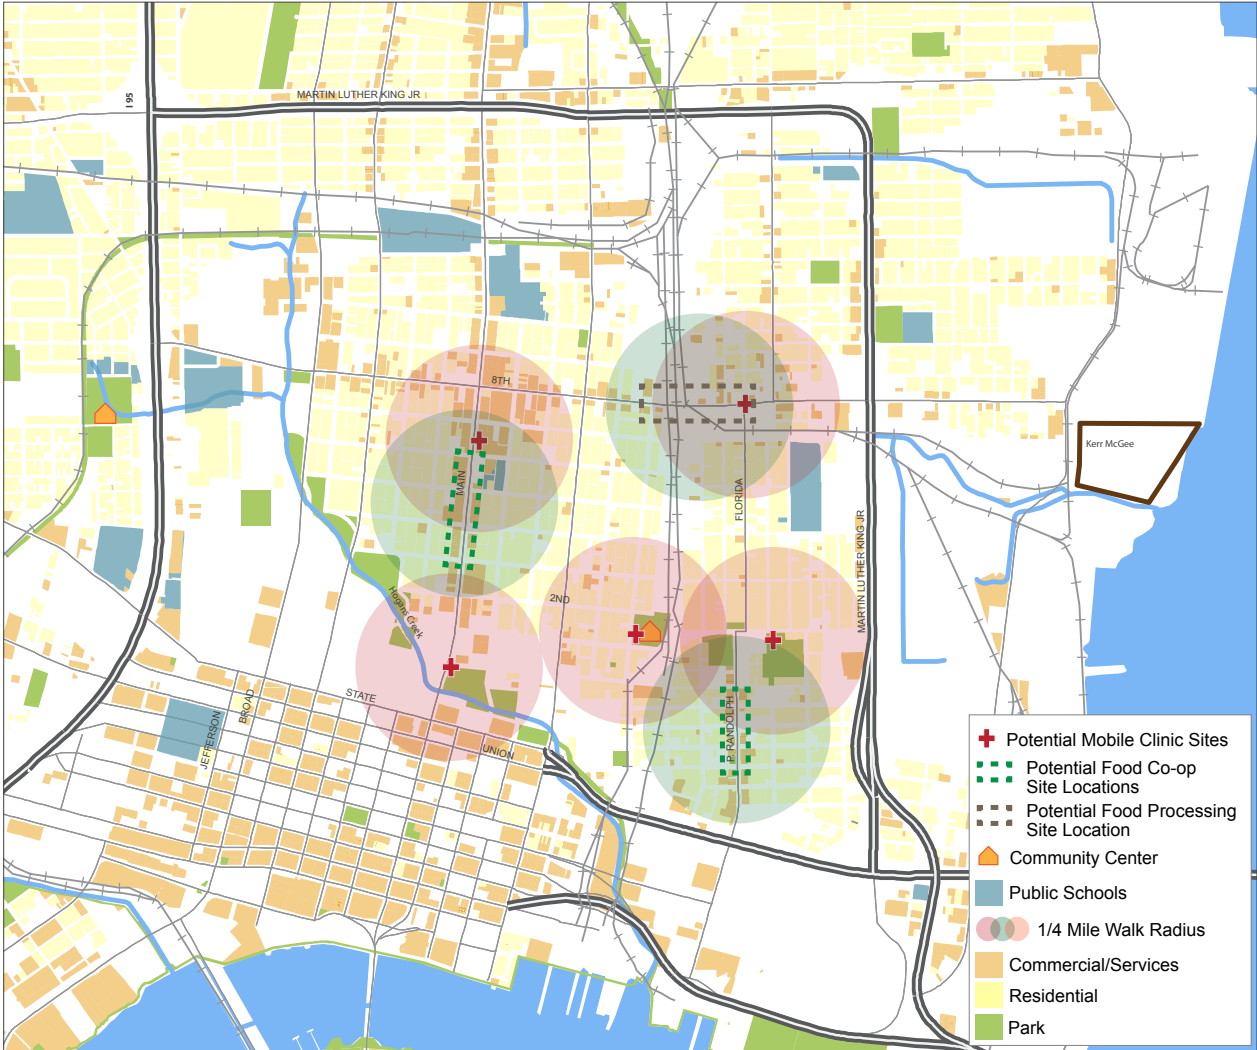 I 95
MARTIN LUTHER KING JR
8TH
MAIN
FLORIDA
Kerr McGee
MARTIN LUTHER KING JR
Hogans Creek
2ND
STATE
BROAD
JEFFERSON
UNION
P. RANDOLPH
Potential Mobile Clinic Sites
Potential Food Co-op
Site Locations
Potential Food Processing
Site Location
Community Center
Public Schools
1/4 Mile Walk Radius
Commercial/Services
Residential
Park